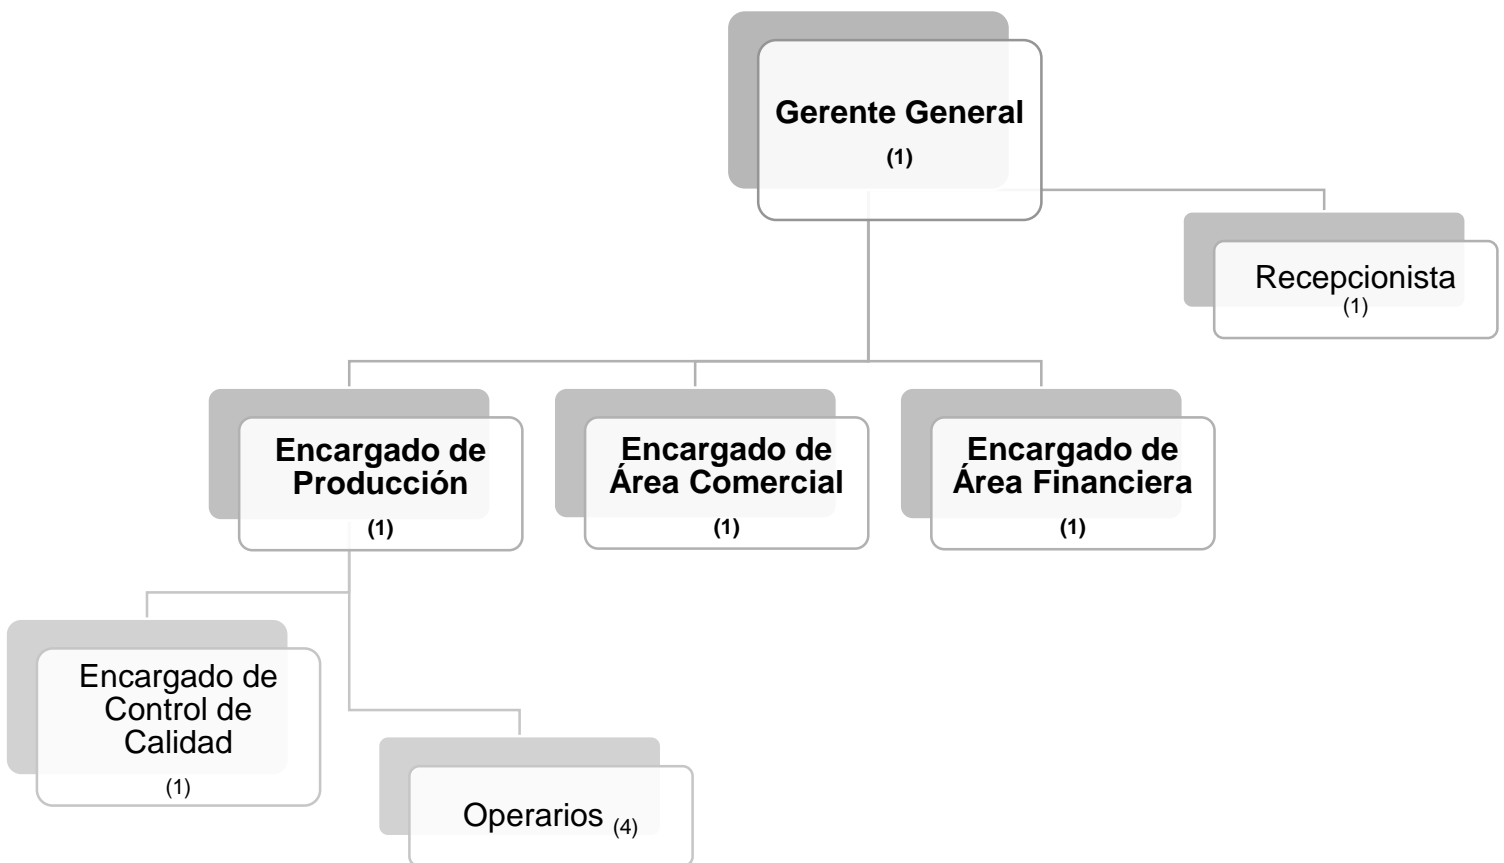 Gerente General
(1)
Recepcionista
(1)
Encargado de
Producción
(1)
Encargado de
Área Comercial
(1)
Encargado de
Área Financiera
(1)
Encargado de
Control de
Calidad
(1)
Operarios (4)